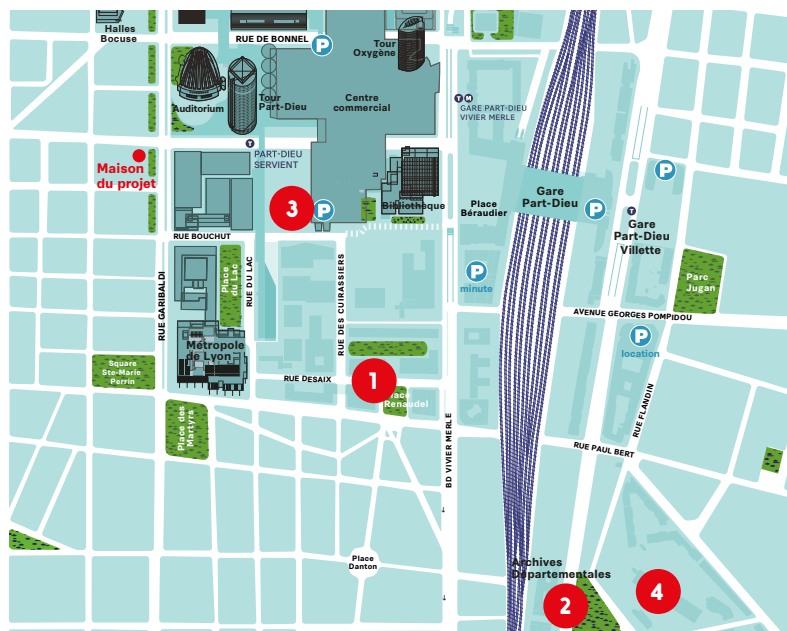 Halles
Bocuse
RUE DE BONNEL
P
Tour
Oxygène
Auditorium
Tour
Part-Dieu
Centre
commercial
T M
GARE PART-DIEU
VIVIER MERLE
T
PART-DIEU
SERVIENT
Maison
du projet
3
P
Bibliothèque
Place
Béraudier
Gare
Part-Dieu
P
P
T
Gare
Part-Dieu
Villette
RUE BOUCHUT
Place
du Lac
RUE DU LAC
RUE GARIBALDI
RUE DES CUIRASSIERS
P
minute
Parc
Jugan
AVENUE GEORGES POMPIDOU
P
location
Métropole
de Lyon
Square
Ste-Marie
Perrin
RUE DESAIX
1
Place
Renaudel
Place des
Martyrs
BD VIVIER MERLE
RUE FLANDIN
RUE PAUL BERT
Place
Danton
Archives
Départementales
2
4